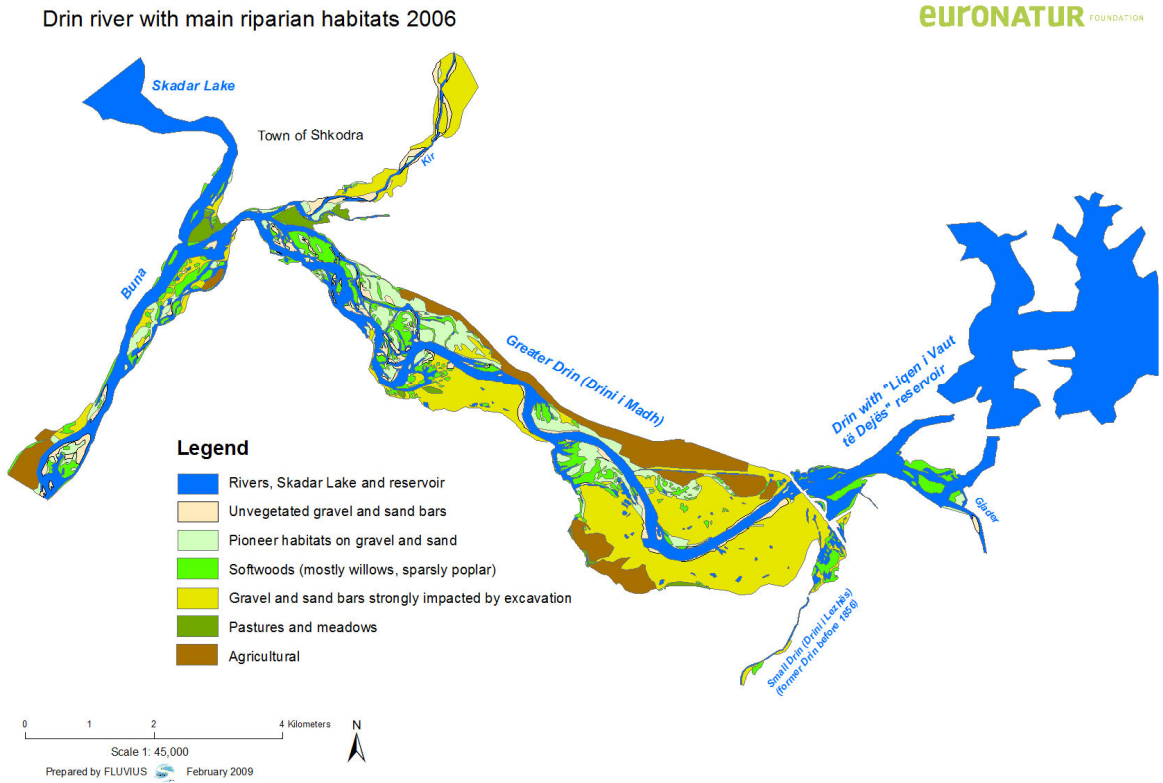 Drin river with main riparian habitats 2006
euronatur FOUNDATION
Skadar Lake
Town of Shkodra
Kir
Buna
Greater Drin (Drini i Madh)
Drin with "Liqen i Vaut
të Dejës" reservoir
Gjader
Small Drin (Drini i Lezhës)
(former Drin before 1856)
Legend
Rivers, Skadar Lake and reservoir
Unvegetated gravel and sand bars
Pioneer habitats on gravel and sand
Softwoods (mostly willows, sparsly poplar)
Gravel and sand bars strongly impacted by excavation
Pastures and meadows
Agricultural
0 1 2 4 Kilometers
N
Scale 1: 45,000
Prepared by FLUVIUS February 2009